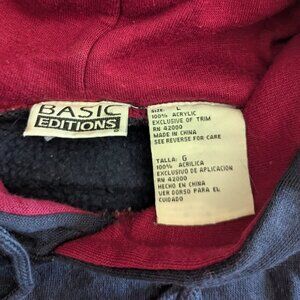 BASIC
EDITIONS
SIZE: L
100% ACRYLIC
EXCLUSIVE OF TRIM
RN 42000
MADE IN CHINA
SEE REVERSE FOR CARE
TALLA: G
100% ACRILICA
EXCLUSIVO DE APLICACION
RN 42000
HECHO EN CHINA
VER DORSO PARA EL
CUIDADO